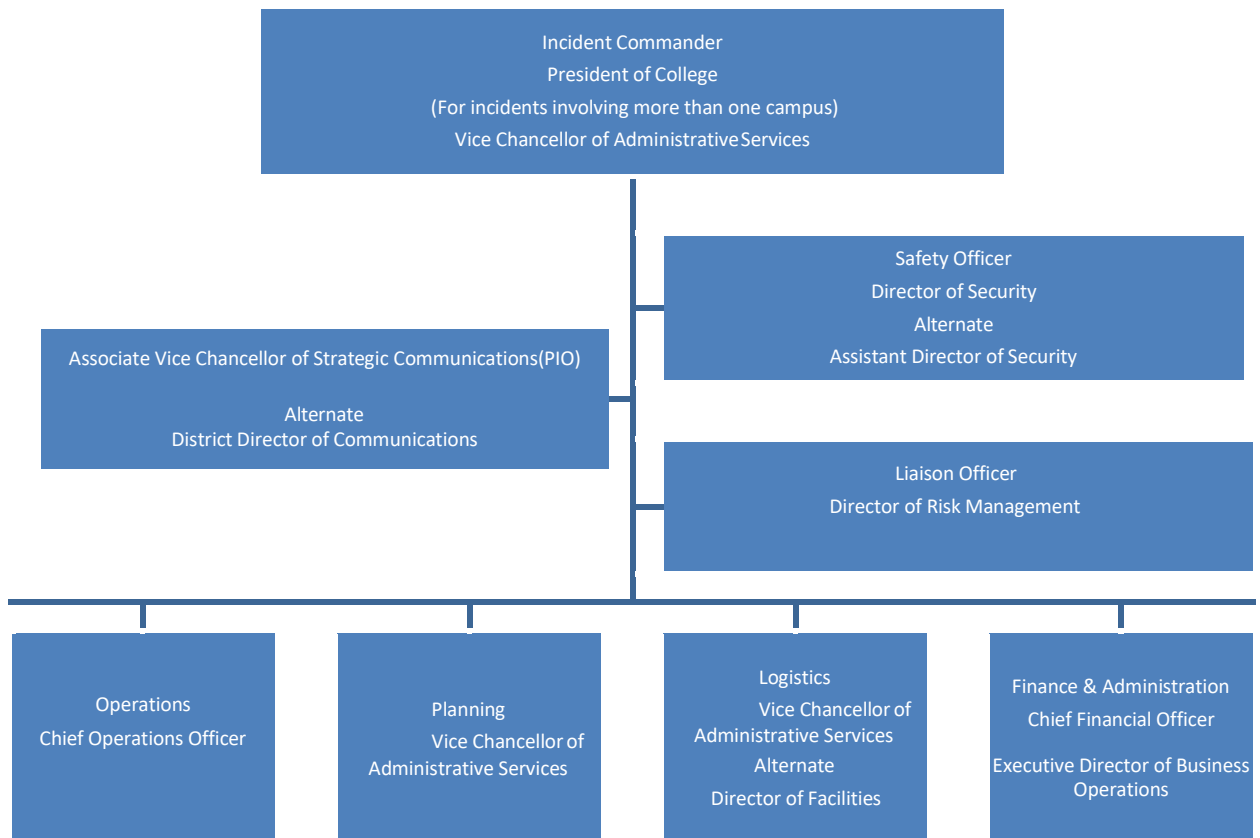 Incident Commander
President of College
(For incidents involving more than one campus)
Vice Chancellor of AdministrativeServices
Safety Officer
Director of Security
Alternate
Assistant Director of Security
Associate Vice Chancellor of Strategic Communications(PIO)
Alternate
District Director of Communications
Liaison Officer
Director of Risk Management
Operations
Chief Operations Officer
Planning
Vice Chancellor of
Administrative Services
Logistics
Vice Chancellor of
Administrative Services
Alternate
Director of Facilities
Finance & Administration
Chief Financial Officer
Executive Director of Business
Operations